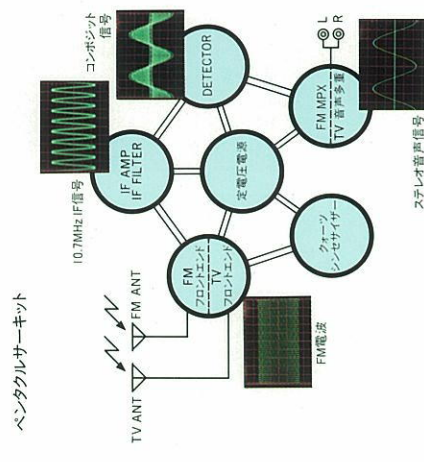 ペンタクルサーキット
TV ANT
FM ANT
FM
フロントエンド
TV
フロントエンド
FM電波
10.7MHz IF信号
IF AMP
IF FILTER
コンポジット
信号
DETECTOR
定電圧電源
クォーツ
シンセサイザー
FM MPX
TV 音声多重
L
R
ステレオ音声信号